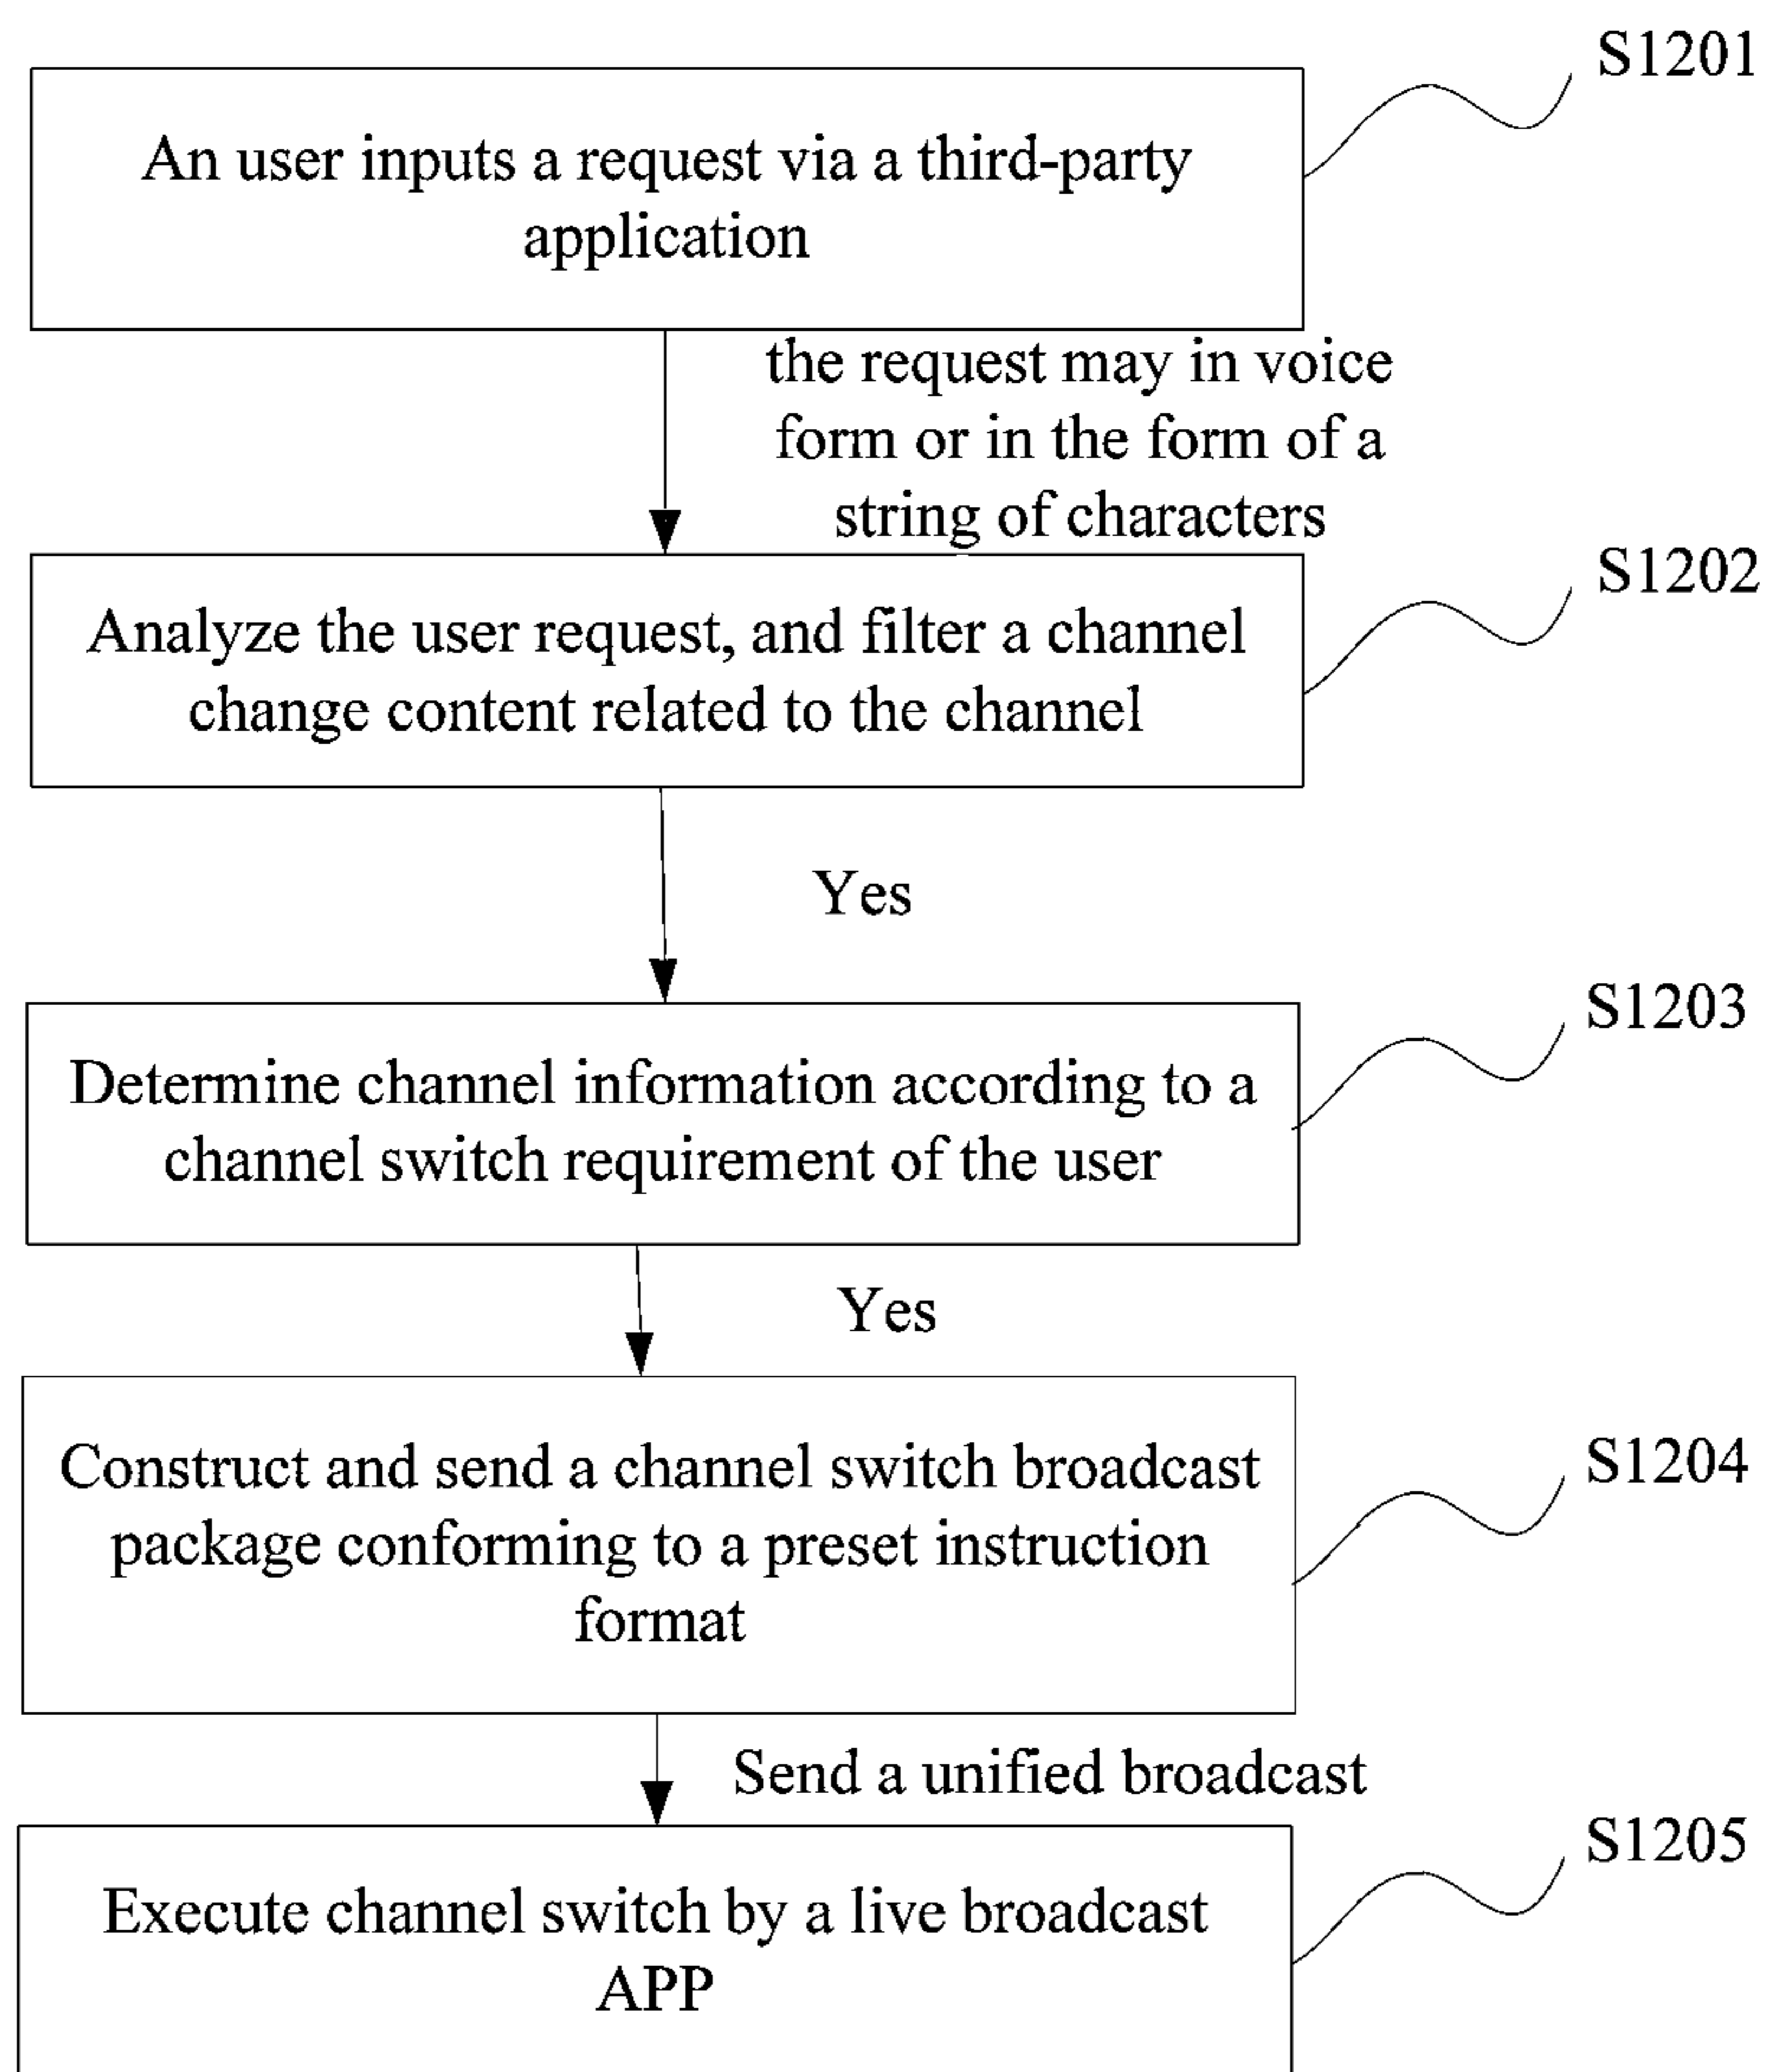 S1201
An user inputs a request via a third-party
application
the request may in voice
form or in the form of a
string of characters
S1202
Analyze the user request, and filter a channel
change content related to the channel
Yes
S1203
Determine channel information according to a
channel switch requirement of the user
Yes
S1204
Construct and send a channel switch broadcast
package conforming to a preset instruction
format
Send a unified broadcast
S1205
Execute channel switch by a live broadcast
APP